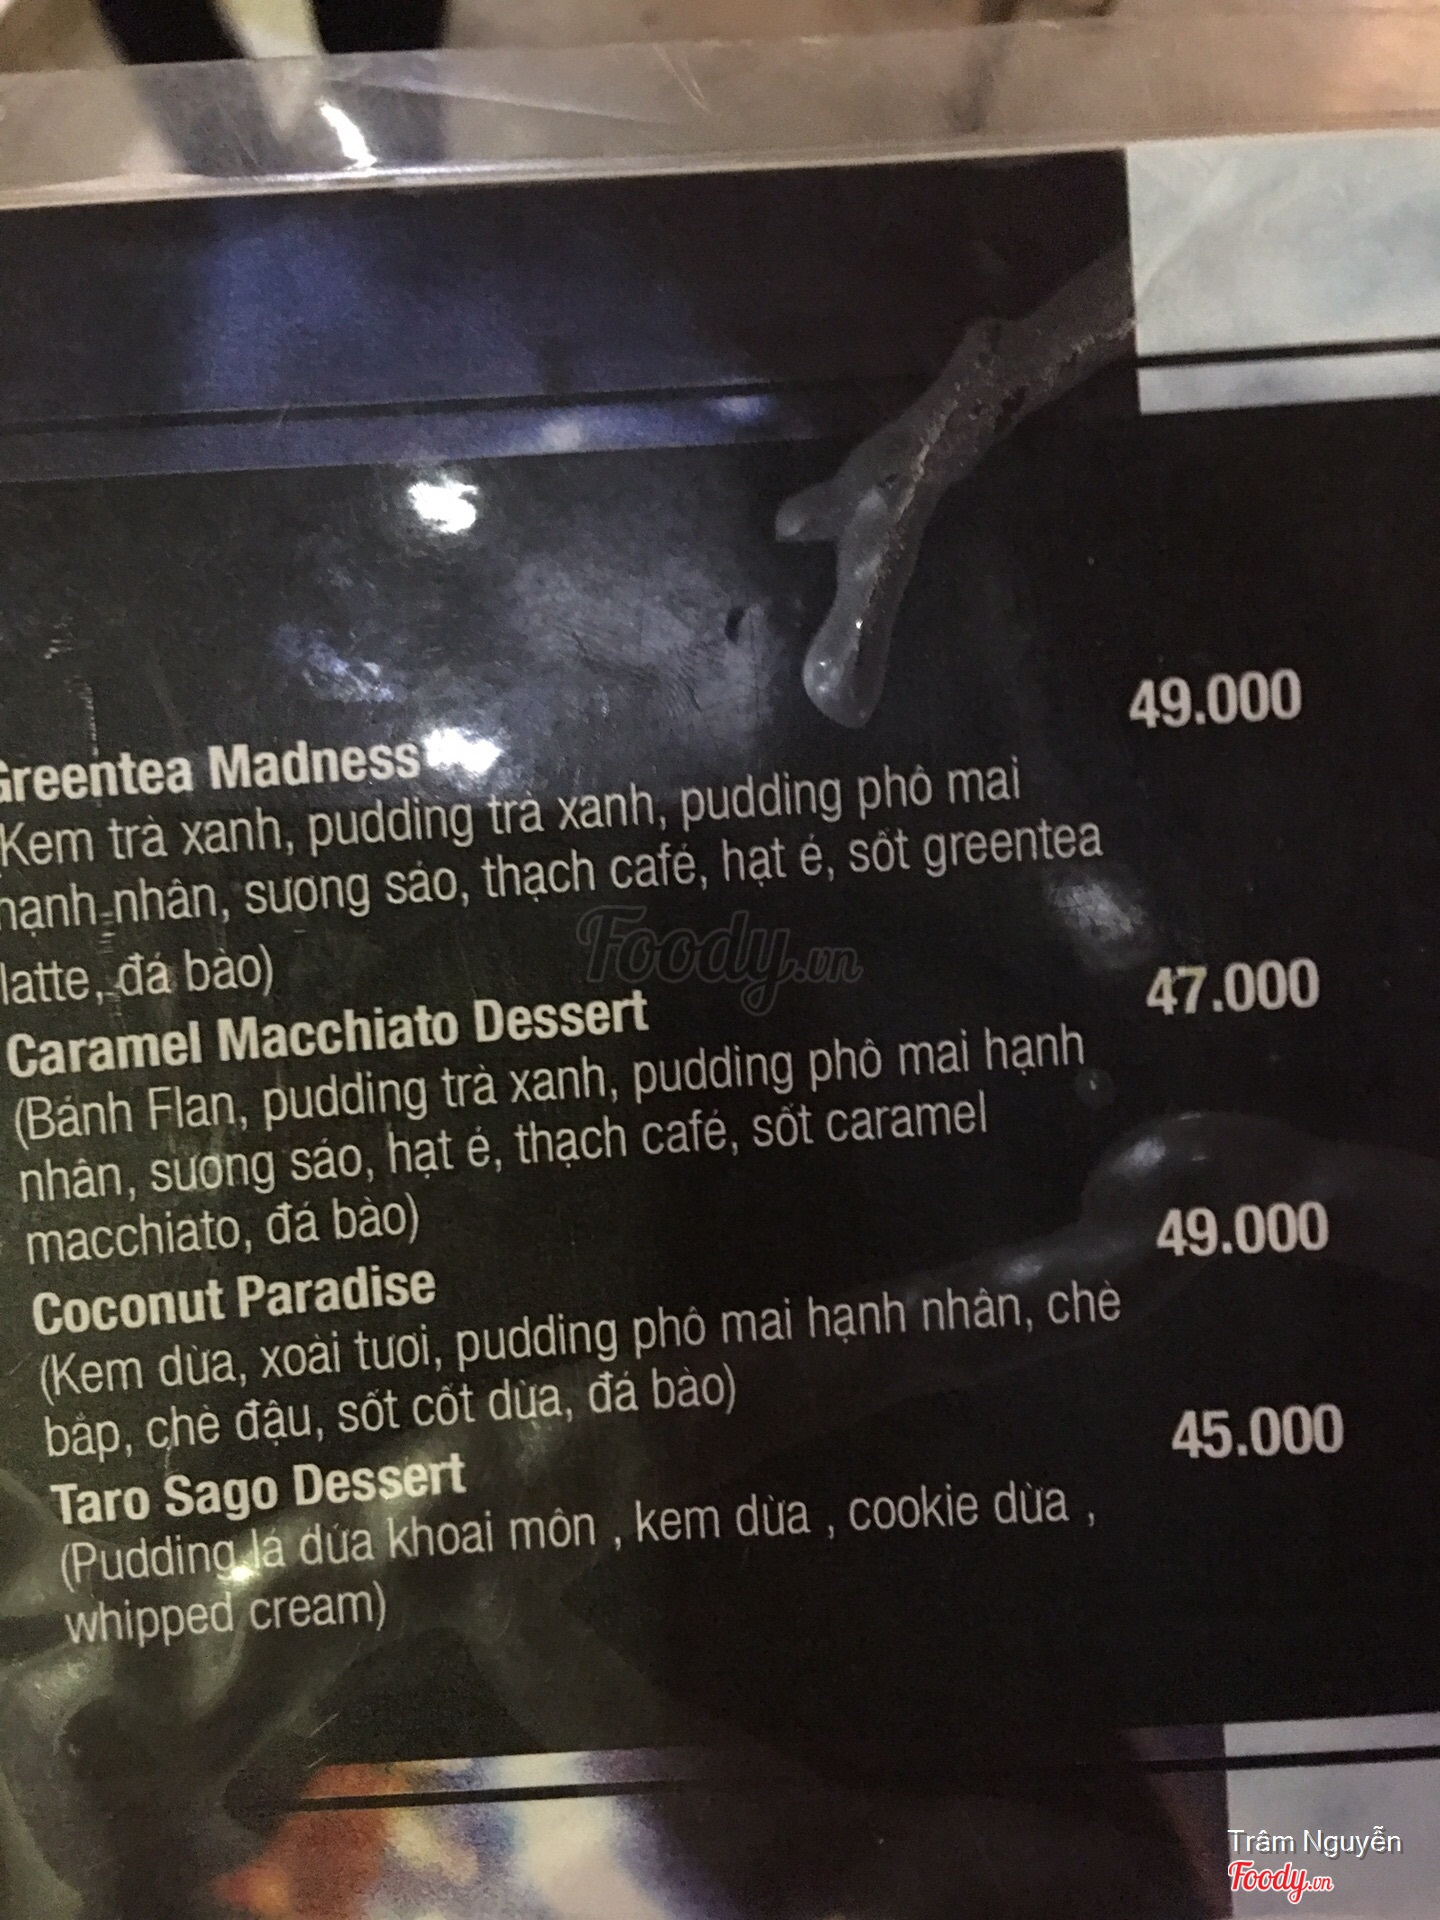 Greentea Madness
49.000
(Kem trà xanh, pudding trà xanh, pudding phô mai
hạnh nhân, sương sáo, thạch café, hạt é, sốt greentea
latte, đá bào)
Caramel Macchiato Dessert
47.000
(Bánh Flan, pudding trà xanh, pudding phô mai hạnh
nhân, sương sáo, hạt é, thạch café, sốt caramel
macchiato, đá bào)
Coconut Paradise
49.000
(Kem dừa, xoài tươi, pudding phô mai hạnh nhân, chè
bắp, chè đậu, sốt cốt dừa, đá bào)
Taro Sago Dessert
45.000
(Pudding lá dứa khoai môn , kem dừa , cookie dừa ,
whipped cream)
Foody.vn
Trâm Nguyễn
Foody.vn